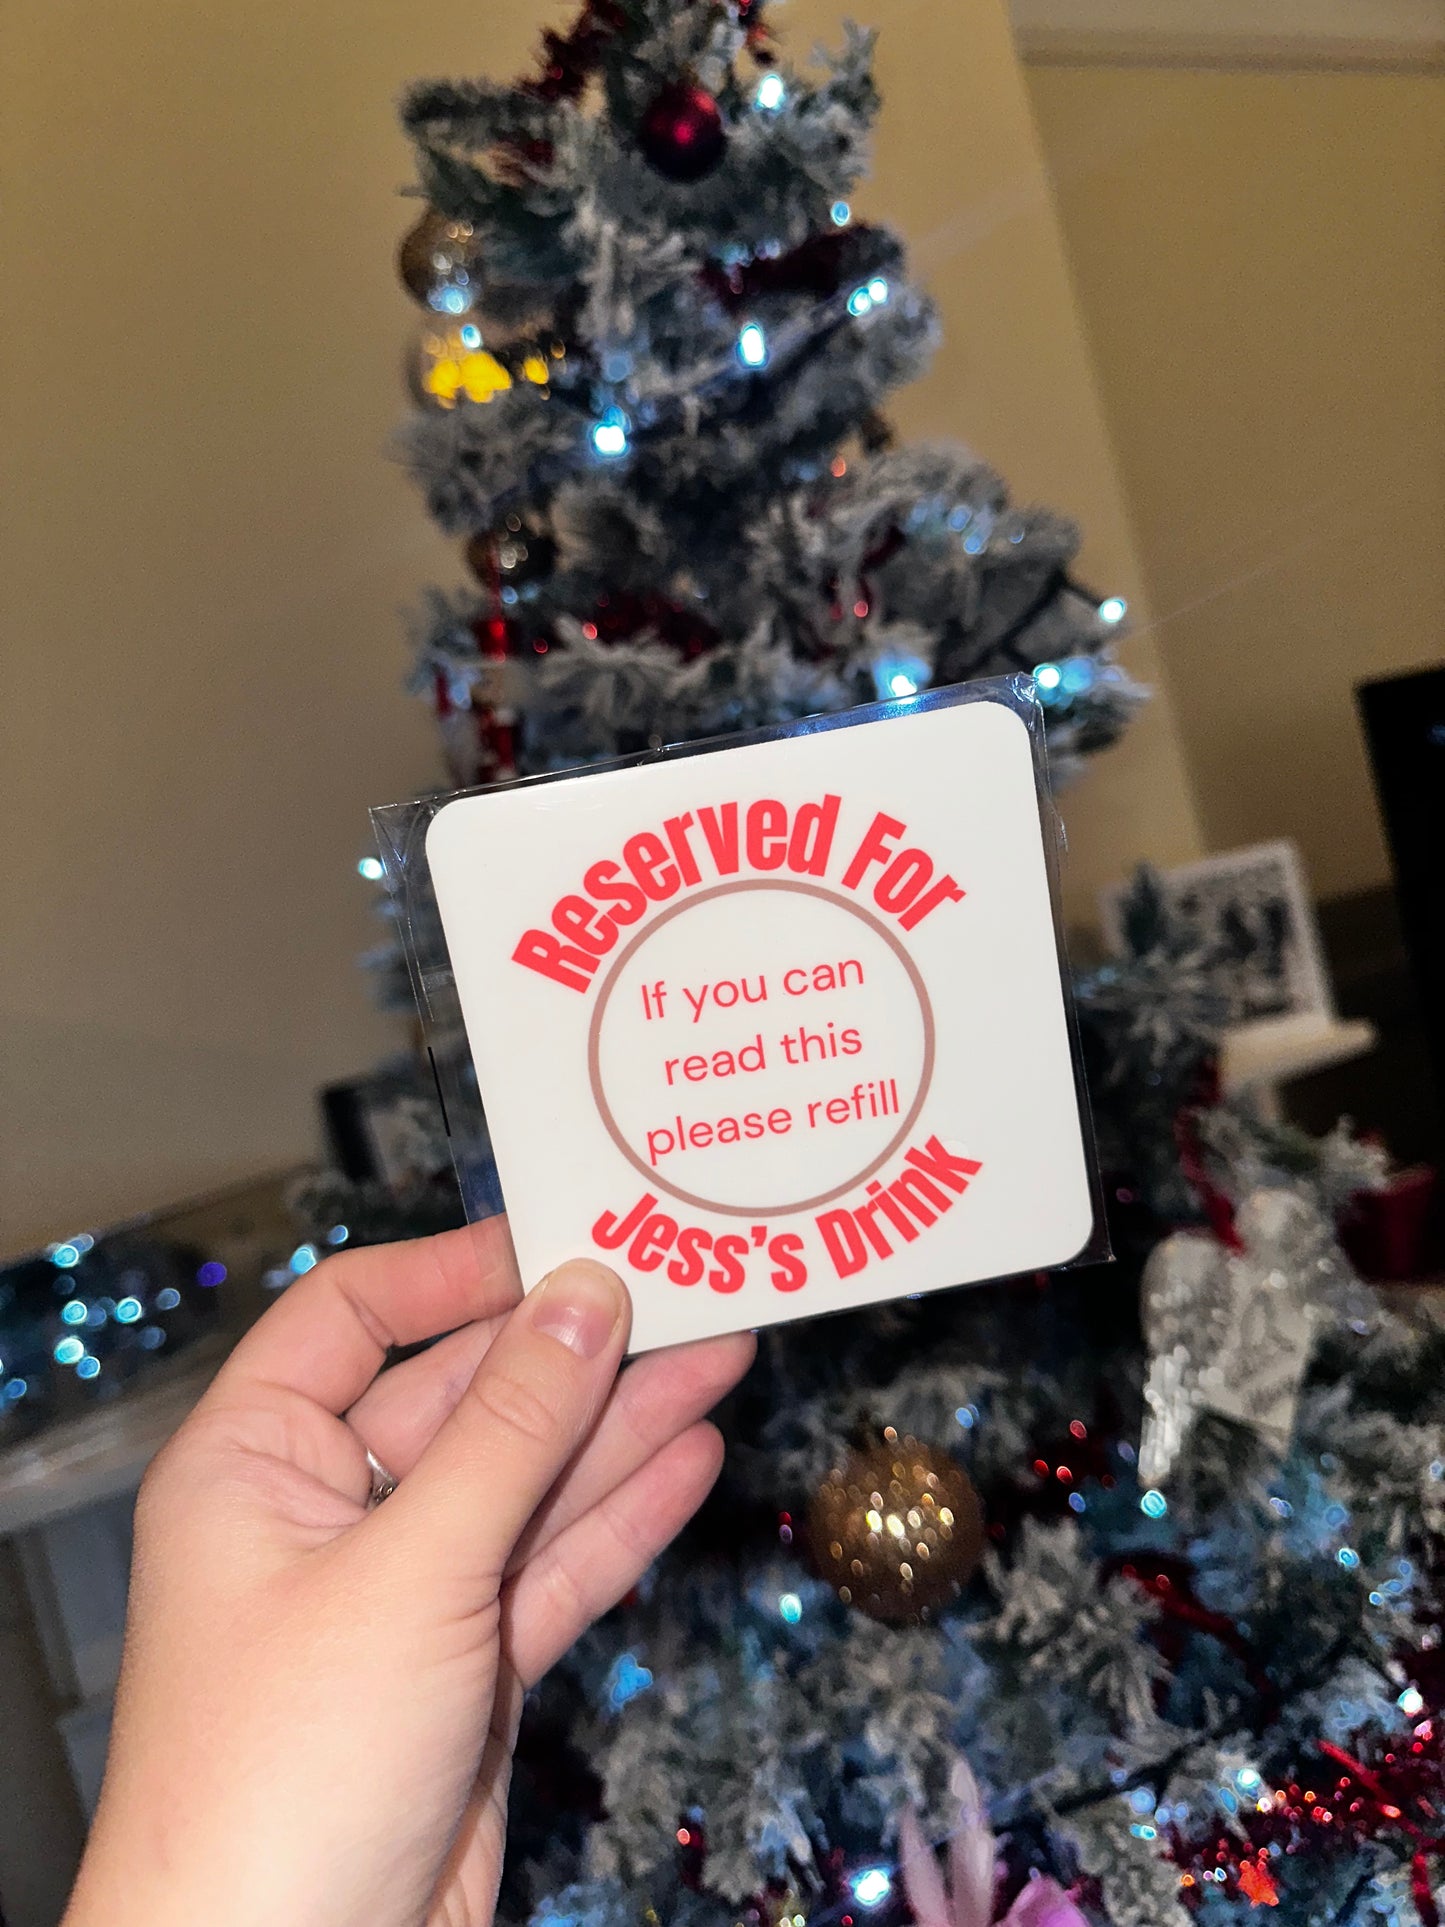 Reserved For
If you can
read this
please refill
Jess's Drink